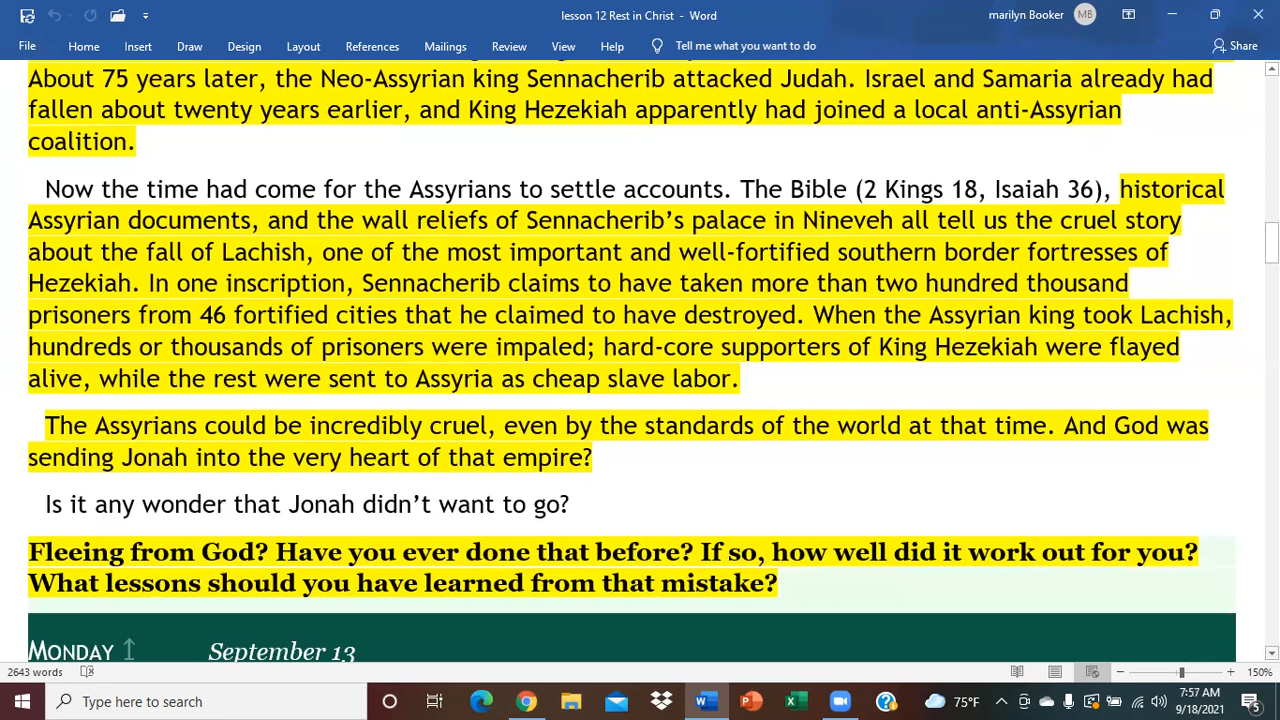 lesson 12 Rest in Christ - Word
marilyn Booker MB
File Home Insert Draw Design Layout References Mailings Review View Help Tell me what you want to do Share
About 75 years later, the Neo-Assyrian king Sennacherib attacked Judah. Israel and Samaria already had
fallen about twenty years earlier, and King Hezekiah apparently had joined a local anti-Assyrian
coalition.
Now the time had come for the Assyrians to settle accounts. The Bible (2 Kings 18, Isaiah 36), historical
Assyrian documents, and the wall reliefs of Sennacherib's palace in Nineveh all tell us the cruel story
about the fall of Lachish, one of the most important and well-fortified southern border fortresses of
Hezekiah. In one inscription, Sennacherib claims to have taken more than two hundred thousand
prisoners from 46 fortified cities that he claimed to have destroyed. When the Assyrian king took Lachish,
hundreds or thousands of prisoners were impaled; hard-core supporters of King Hezekiah were flayed
alive, while the rest were sent to Assyria as cheap slave labor.
The Assyrians could be incredibly cruel, even by the standards of the world at that time. And God was
sending Jonah into the very heart of that empire?
Is it any wonder that Jonah didn't want to go?
Fleeing from God? Have you ever done that before? If so, how well did it work out for you?
What lessons should you have learned from that mistake?
Monday September 13
2643 words 150%
Type here to search 75°F 7:57 AM
9/18/2021 5